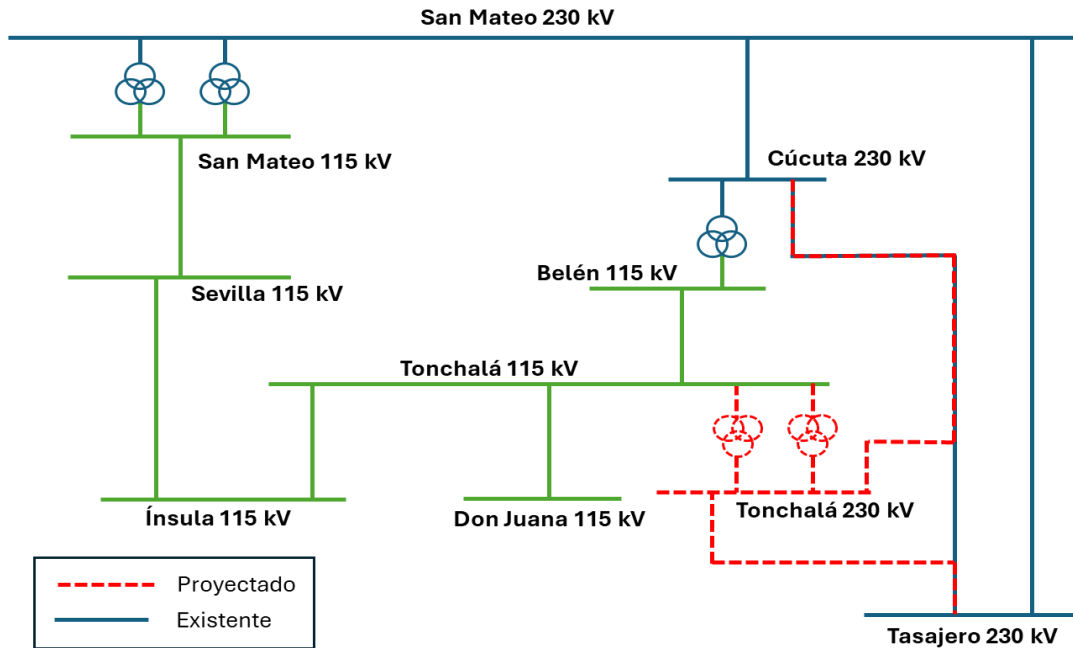 San Mateo 230 kV
San Mateo 115 kV
Cúcuta 230 kV
Belén 115 kV
Sevilla 115 kV
Tonchalá 115 kV
Ínsula 115 kV
Don Juana 115 kV
Tonchalá 230 kV
Proyectado
Existente
Tasajero 230 kV